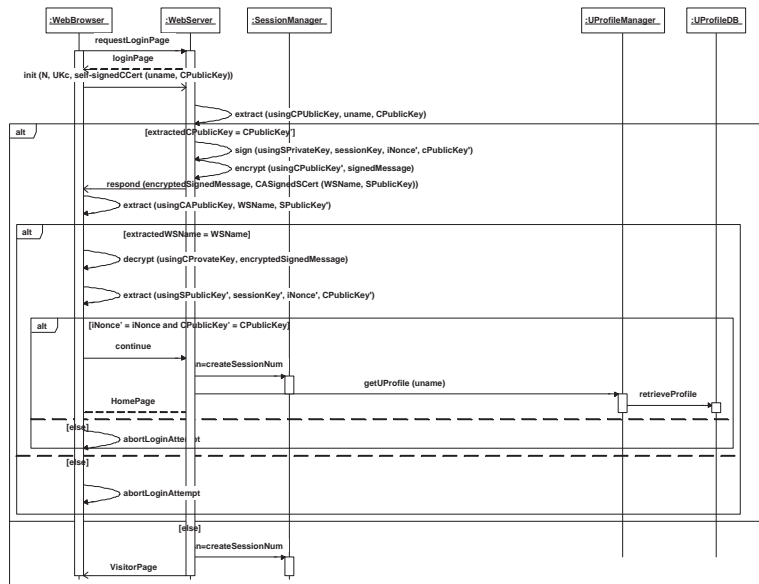 :WebBrowser :WebServer :SessionManager :UProfileManager :UProfileDB
requestLoginPage
loginPage
init (N, UKc, self-signedCCert (uname, CPublicKey))
extract (usingCPUblicKey, uname, CPublicKey)
alt
[extractedCPublicKey = CPublicKey']
sign (usingSPrivateKey, sessionKey, iNonce', cPublicKey')
encrypt (usingCPublicKey', signedMessage)
respond (encryptedSignedMessage, CASignedSCert (WSName, SPublicKey))
extract (usingCAPublicKey, WSName, SPublicKey')
alt
[extractedWSName = WSName]
decrypt (usingCProvateKey, encryptedSignedMessage)
extract (usingSPublicKey', sessionKey', iNonce', CPublicKey')
alt
[iNonce' = iNonce and CPublicKey' = CPublicKey]
continue
n=createSessionNum
getUProfile (uname)
retrieveProfile
HomePage
[else]
abortLoginAttempt
[else]
abortLoginAttempt
[else]
n=createSessionNum
VisitorPage